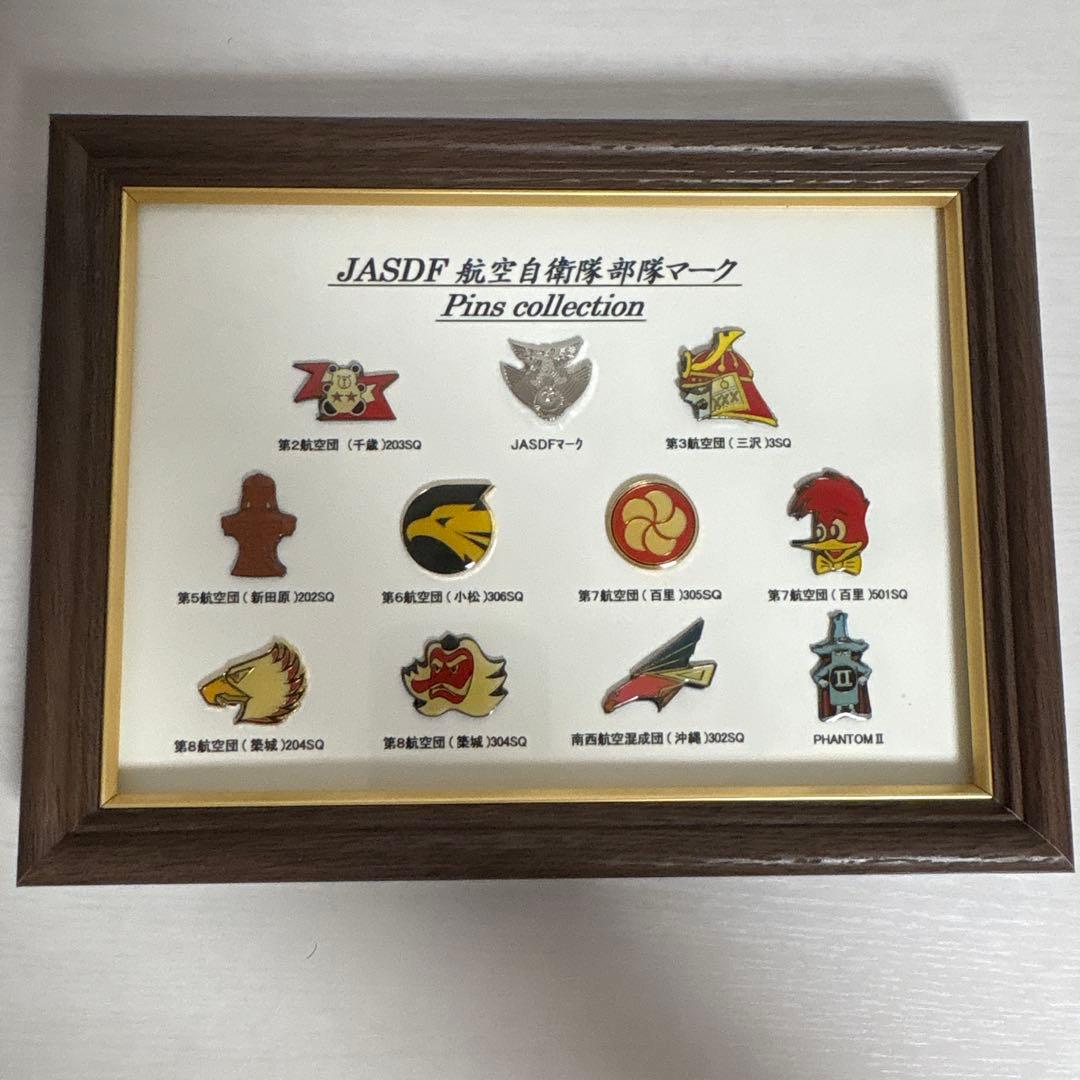 JASDF 航空自衛隊部隊マーク
Pins collection
第2航空団 (千歳)203SQ
JASDFマーク
第3航空団(三沢)3SQ
XXX
第5航空団(新田原)202SQ
第6航空団(小松)306SQ
第7航空団(百里)305SQ
第7航空団(百里)501SQ
II
第8航空団(築城)204SQ
第8航空団(築城)304SQ
南西航空混成団(沖縄)302SQ
PHANTOMⅡ